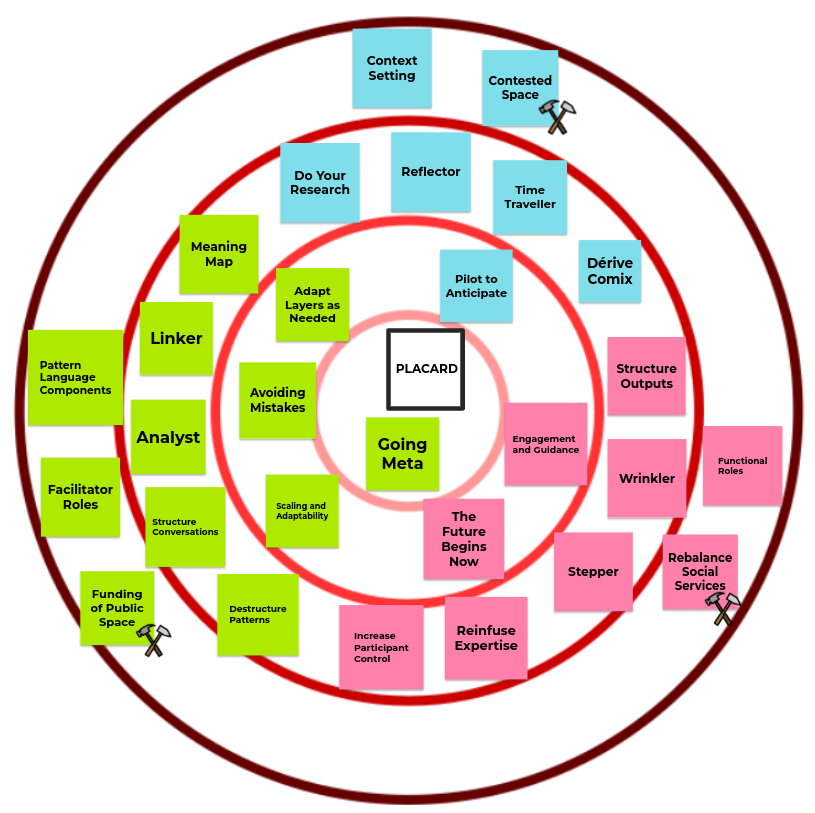 Context
Setting
Contested
Space
Do Your
Research
Reflector
Time
Traveller
Dérive
Comix
Meaning
Map
Adapt
Layers as
Needed
Pilot to
Anticipate
Linker
Pattern
Language
Components
PLACARD
Structure
Outputs
Avoiding
Mistakes
Analyst
Going
Meta
Engagement
and Guidance
Wrinkler
Functional
Roles
Facilitator
Roles
Structure
Conversations
Scaling and
Adaptability
The
Future
Begins
Now
Stepper
Rebalance
Social
Services
Funding
of Public
Space
Destructure
Patterns
Increase
Participant
Control
Reinfuse
Expertise